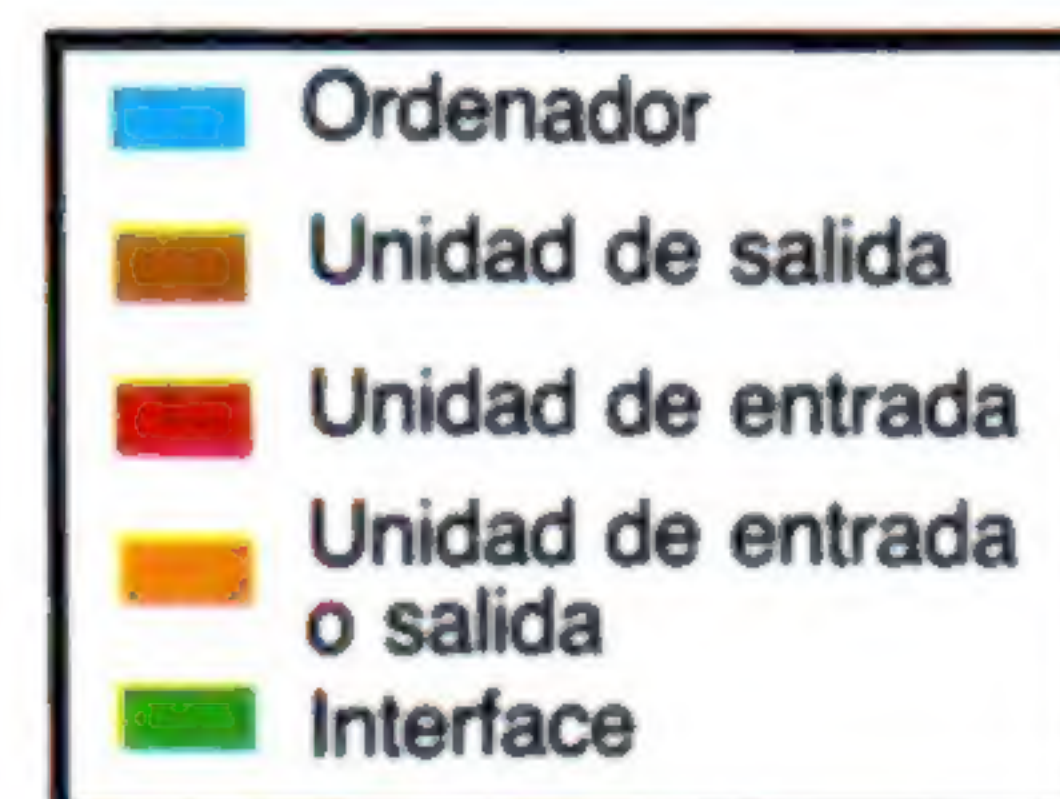 Ordenador
Unidad de salida
Unidad de entrada
Unidad de entrada
o salida
Interface